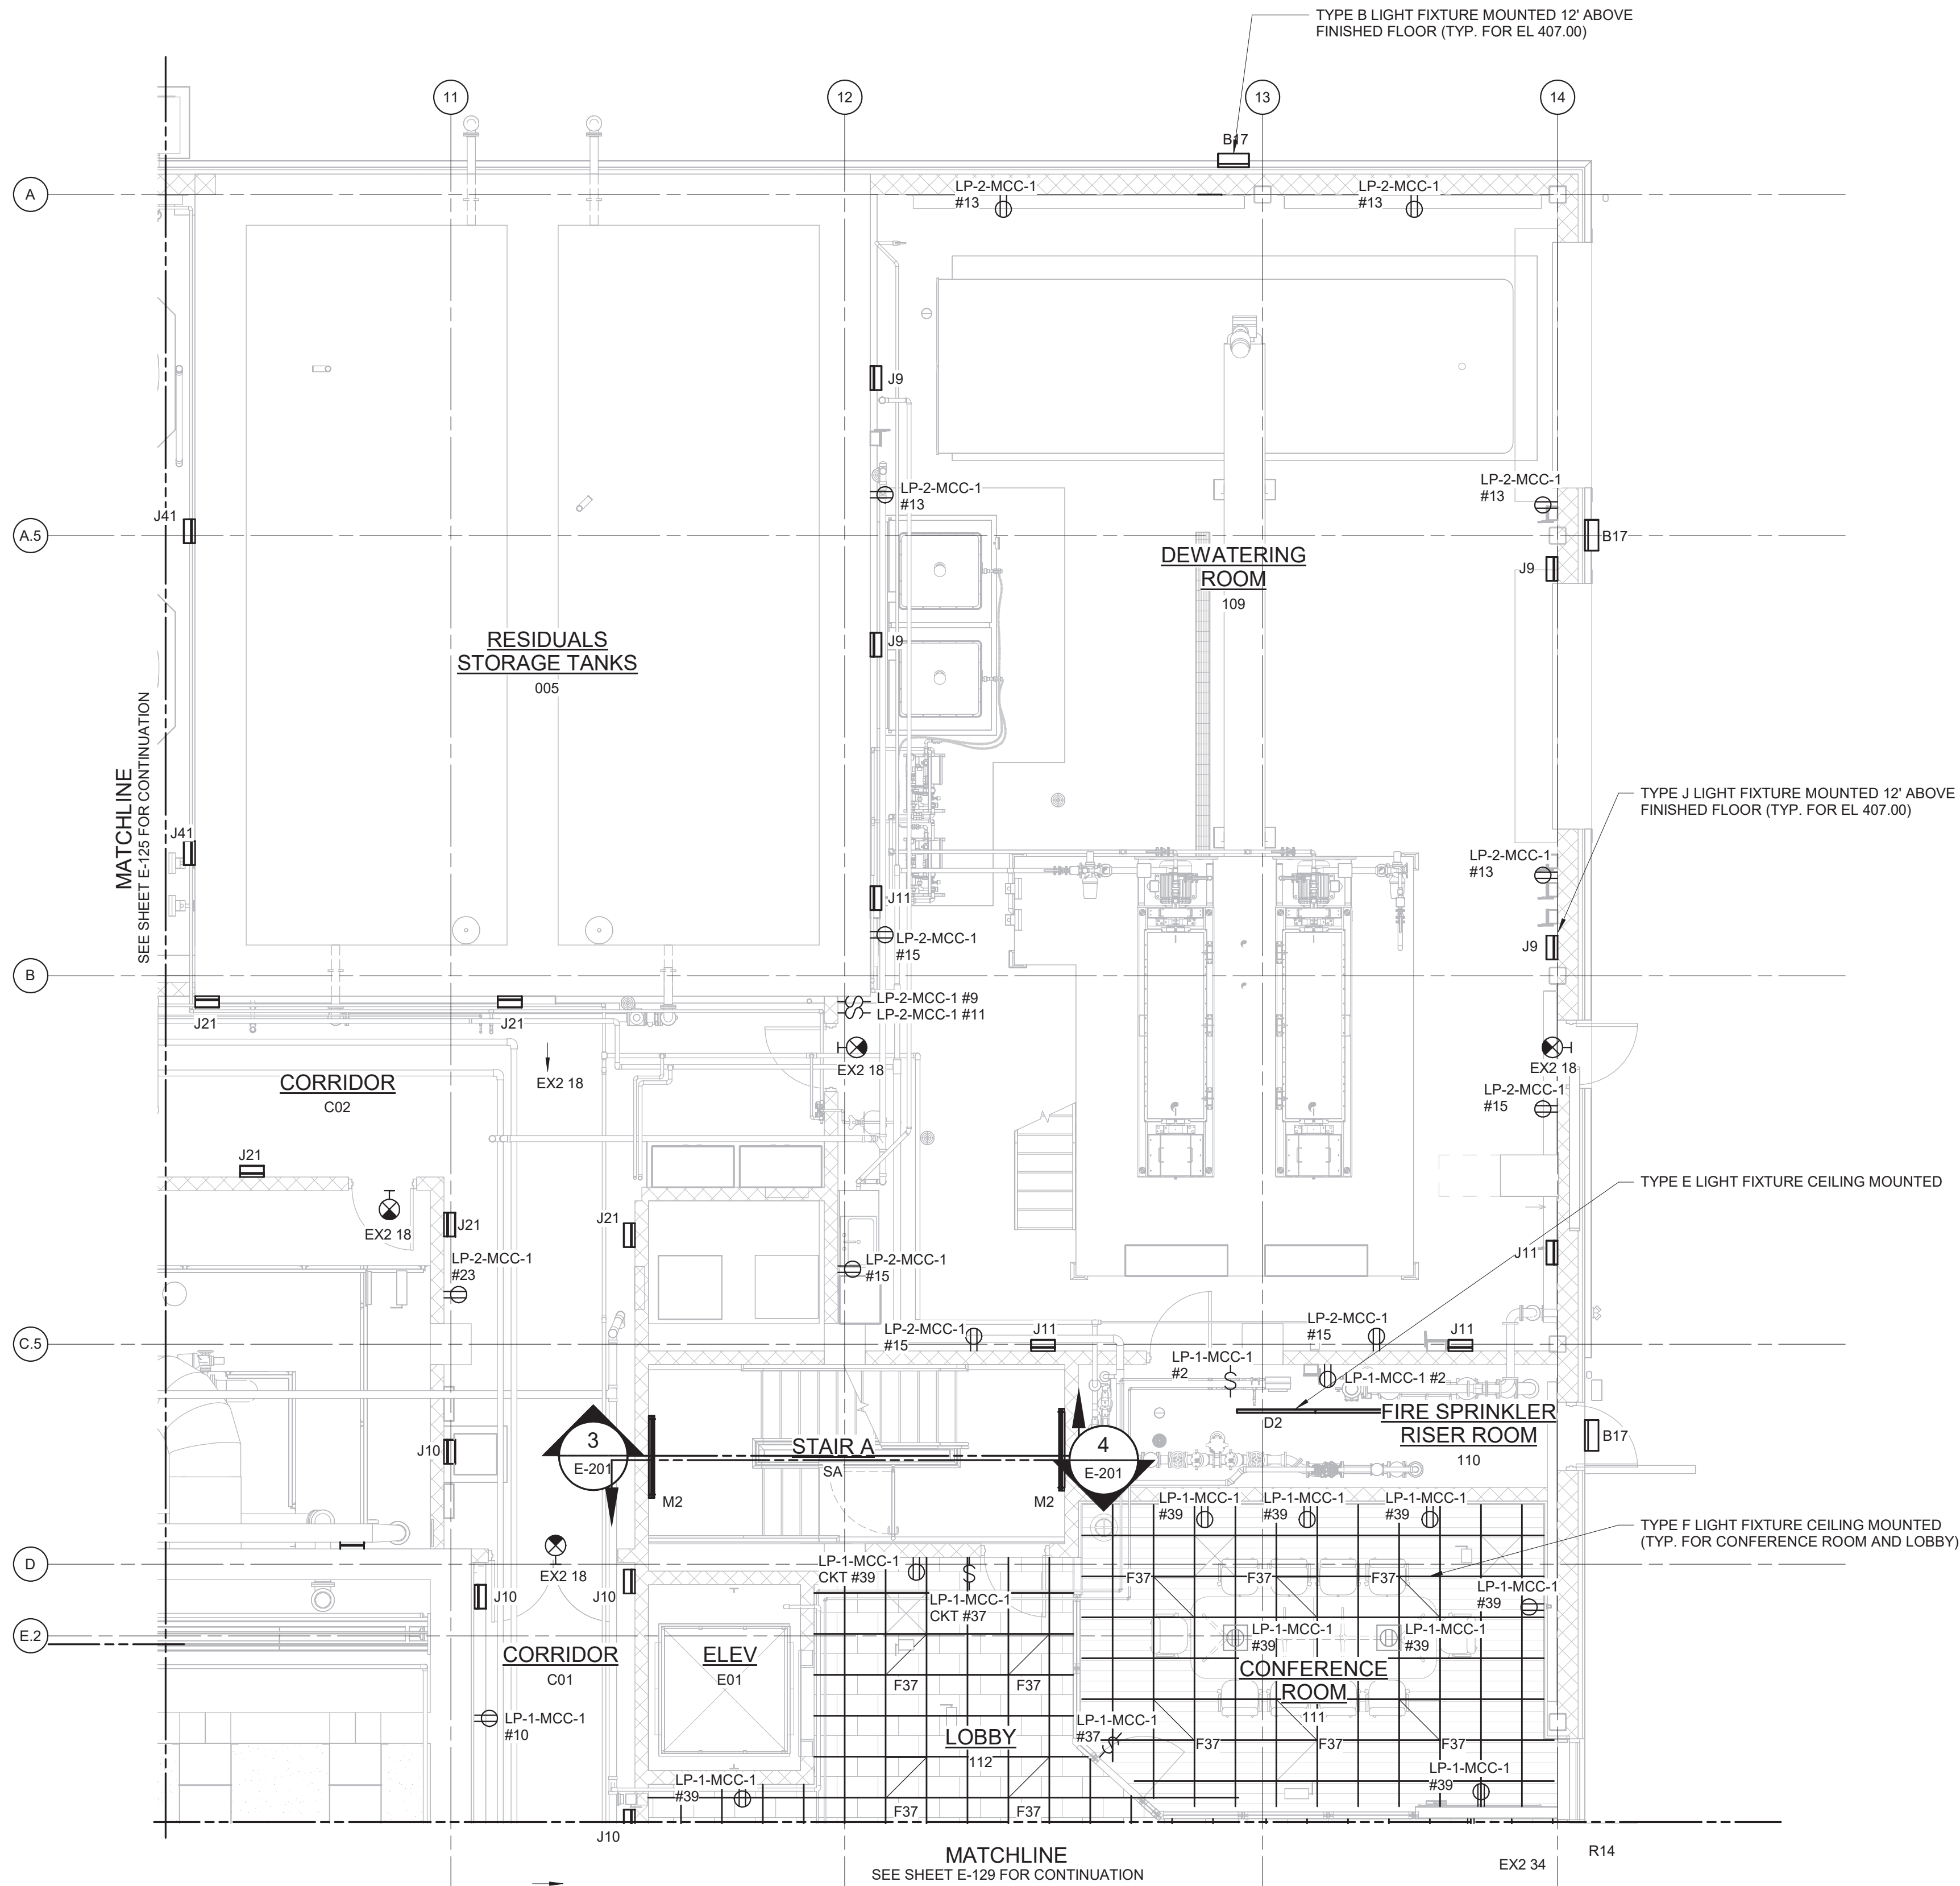 TYPE B LIGHT FIXTURE MOUNTED 12' ABOVE
FINISHED FLOOR (TYP. FOR EL 407.00)
11
12
13
14
B17
A
LP-2-MCC-1
#13
LP-2-MCC-1
#13
J9
LP-2-MCC-1
#13
LP-2-MCC-1
#13
J41
A.5
B17
DEWATERING
ROOM
109
J9
RESIDUALS
STORAGE TANKS
005
J9
MATCHLINE
SEE SHEET E-125 FOR CONTINUATION
TYPE J LIGHT FIXTURE MOUNTED 12' ABOVE
FINISHED FLOOR (TYP. FOR EL 407.00)
J41
LP-2-MCC-1
#13
J11
LP-2-MCC-1
#15
J9
B
LP-2-MCC-1 #9
LP-2-MCC-1 #11
J21
J21
EX2 18
EX2 18
EX2 18
CORRIDOR
C02
LP-2-MCC-1
#15
J21
TYPE E LIGHT FIXTURE CEILING MOUNTED
EX2 18
J21
J21
LP-2-MCC-1
#23
LP-2-MCC-1
#15
J11
C.5
LP-2-MCC-1
#15
J11
LP-2-MCC-1
#15
J11
LP-1-MCC-1
#2
LP-1-MCC-1 #2
D2
FIRE SPRINKLER
RISER ROOM
110
B17
3
E-201
STAIR A
SA
4
E-201
J10
M2
M2
LP-1-MCC-1
#39
LP-1-MCC-1
#39
LP-1-MCC-1
#39
TYPE F LIGHT FIXTURE CEILING MOUNTED
(TYP. FOR CONFERENCE ROOM AND LOBBY)
D
EX2 18
LP-1-MCC-1
CKT #39
F37
F37
F37
J10
J10
LP-1-MCC-1
CKT #37
LP-1-MCC-1
#39
E.2
LP-1-MCC-1
#39
LP-1-MCC-1
#39
CORRIDOR
C01
ELEV
E01
F37
F37
CONFERENCE
ROOM
111
LP-1-MCC-1
#10
LOBBY
112
LP-1-MCC-1
#37
F37
F37
F37
LP-1-MCC-1
#39
LP-1-MCC-1
#39
F37
F37
J10
MATCHLINE
SEE SHEET E-129 FOR CONTINUATION
R14
EX2 34